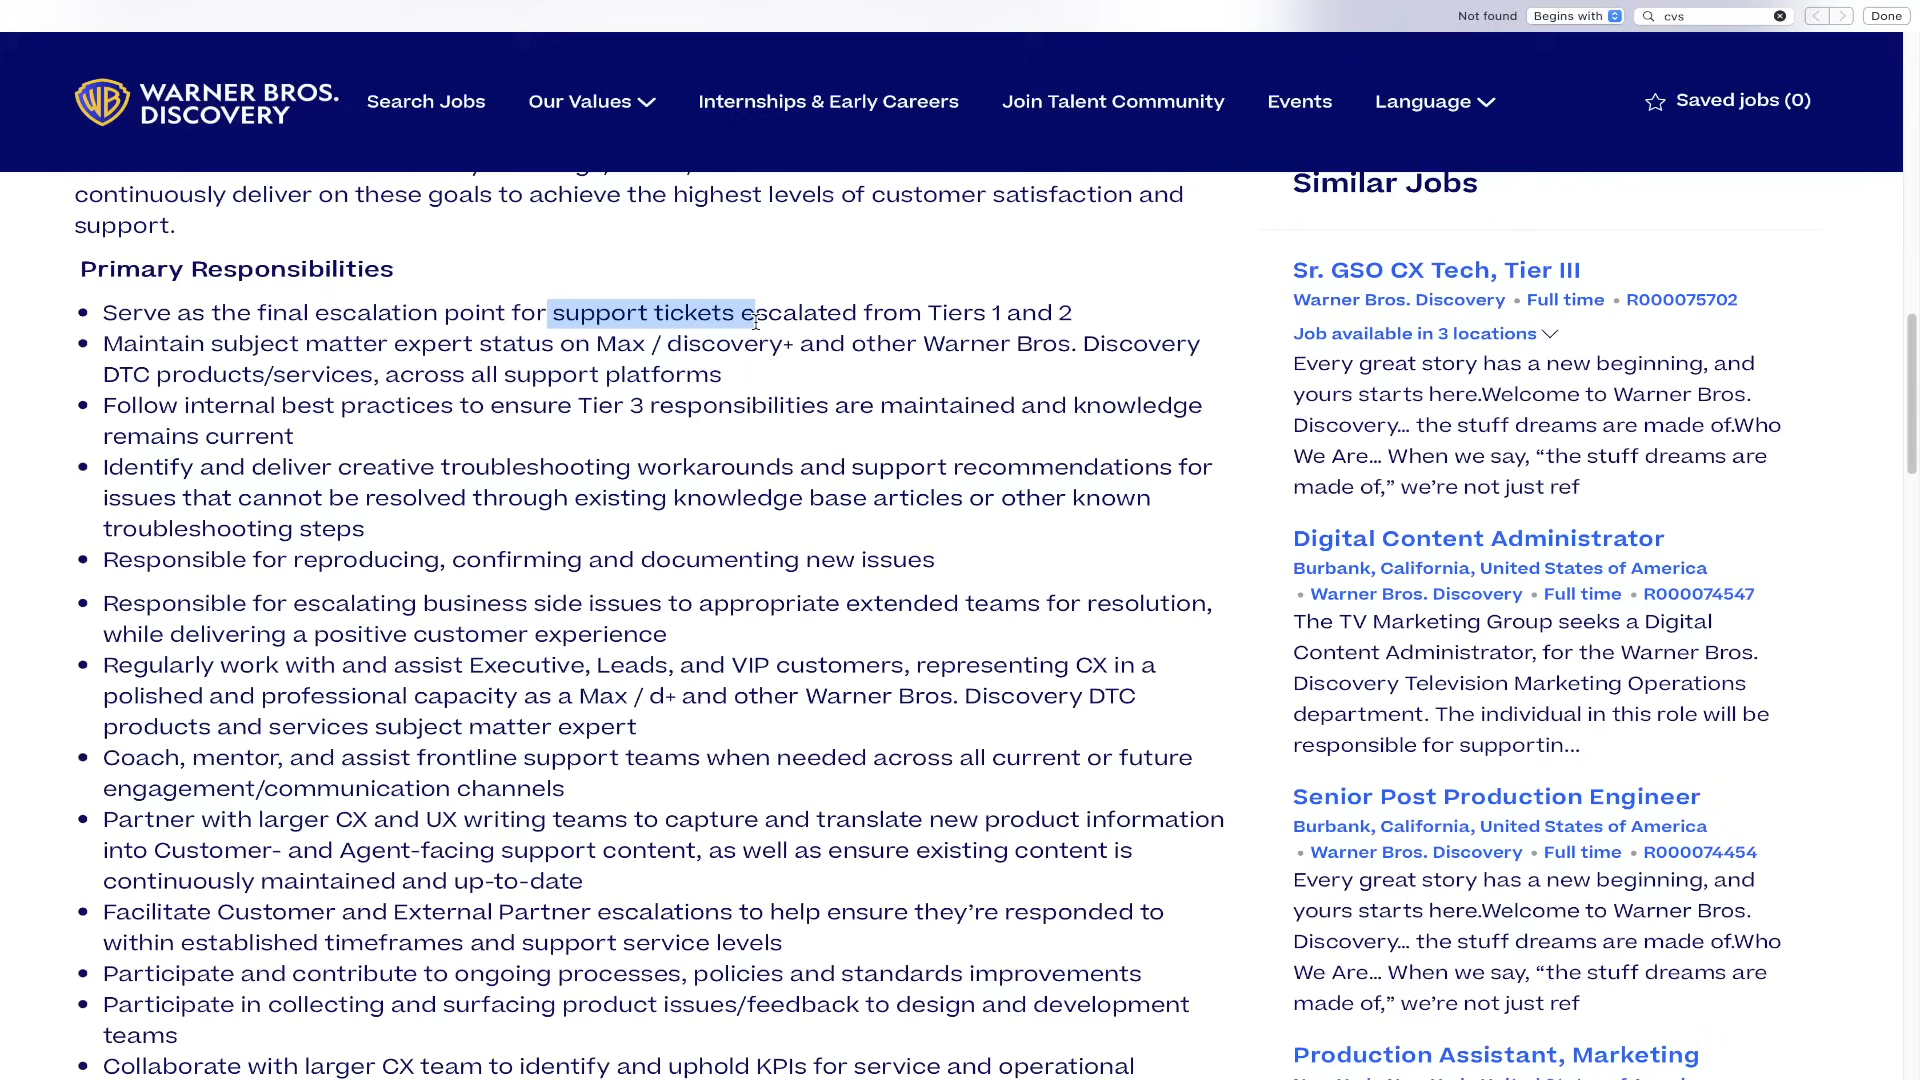 Not found Begins with cvs Done
WARNER BROS. DISCOVERY
Search Jobs Our Values Internships & Early Careers Join Talent Community Events Language Saved jobs (0)
continuously deliver on these goals to achieve the highest levels of customer satisfaction and
support.
Primary Responsibilities
• Serve as the final escalation point for support tickets escalated from Tiers 1 and 2
• Maintain subject matter expert status on Max / discovery+ and other Warner Bros. Discovery
DTC products/services, across all support platforms
• Follow internal best practices to ensure Tier 3 responsibilities are maintained and knowledge
remains current
• Identify and deliver creative troubleshooting workarounds and support recommendations for
issues that cannot be resolved through existing knowledge base articles or other known
troubleshooting steps
• Responsible for reproducing, confirming and documenting new issues
• Responsible for escalating business side issues to appropriate extended teams for resolution,
while delivering a positive customer experience
• Regularly work with and assist Executive, Leads, and VIP customers, representing CX in a
polished and professional capacity as a Max / d+ and other Warner Bros. Discovery DTC
products and services subject matter expert
• Coach, mentor, and assist frontline support teams when needed across all current or future
engagement/communication channels
• Partner with larger CX and UX writing teams to capture and translate new product information
into Customer- and Agent-facing support content, as well as ensure existing content is
continuously maintained and up-to-date
• Facilitate Customer and External Partner escalations to help ensure they’re responded to
within established timeframes and support service levels
• Participate and contribute to ongoing processes, policies and standards improvements
• Participate in collecting and surfacing product issues/feedback to design and development
teams
• Collaborate with larger CX team to identify and uphold KPIs for service and operational
Similar Jobs
Sr. GSO CX Tech, Tier III
Warner Bros. Discovery • Full time • R000075702
Job available in 3 locations
Every great story has a new beginning, and
yours starts here.Welcome to Warner Bros.
Discovery… the stuff dreams are made of.Who
We Are… When we say, “the stuff dreams are
made of,” we’re not just ref
Digital Content Administrator
Burbank, California, United States of America
• Warner Bros. Discovery • Full time • R000074547
The TV Marketing Group seeks a Digital
Content Administrator, for the Warner Bros.
Discovery Television Marketing Operations
department. The individual in this role will be
responsible for supportin...
Senior Post Production Engineer
Burbank, California, United States of America
• Warner Bros. Discovery • Full time • R000074454
Every great story has a new beginning, and
yours starts here.Welcome to Warner Bros.
Discovery… the stuff dreams are made of.Who
We Are… When we say, “the stuff dreams are
made of,” we’re not just ref
Production Assistant, Marketing